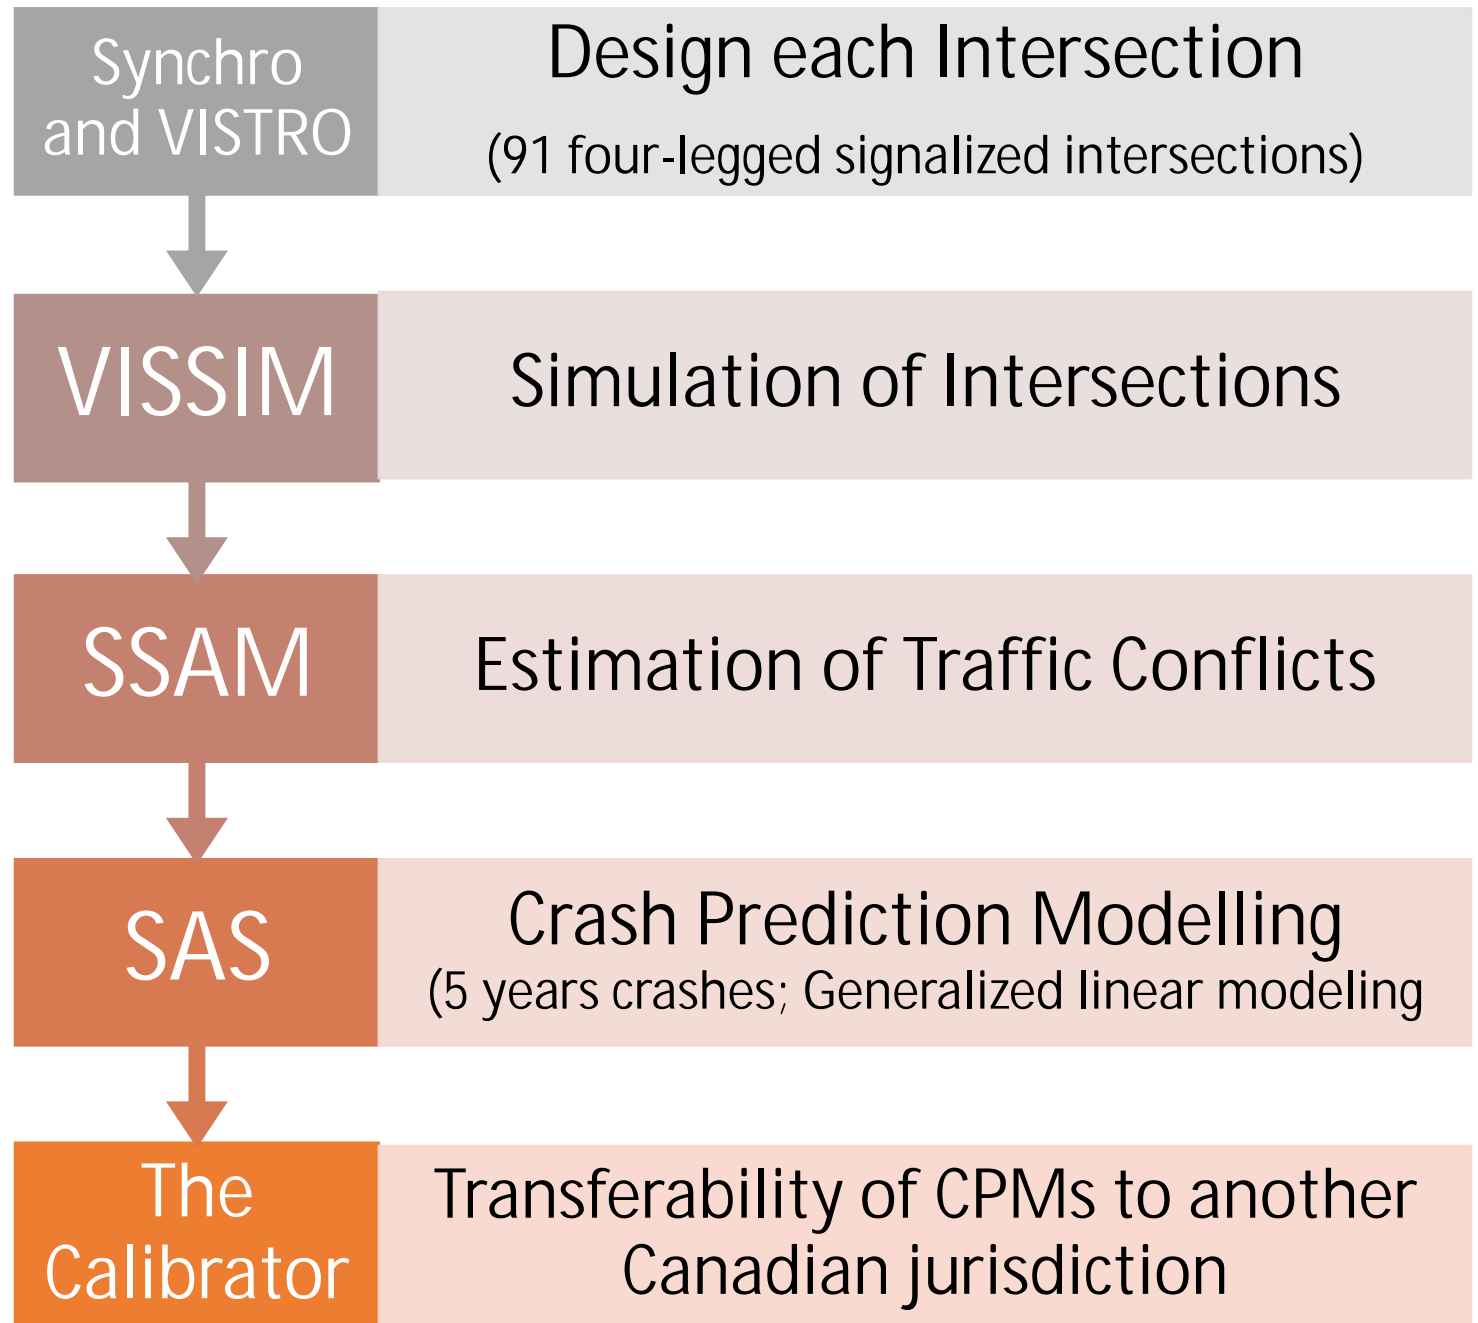 Synchro
and VISTRO
Design each Intersection
(91 four-legged signalized intersections)
VISSIM
Simulation of Intersections
SSAM
Estimation of Traffic Conflicts
SAS
Crash Prediction Modelling
(5 years crashes; Generalized linear modeling
The
Calibrator
Transferability of CPMs to another
Canadian jurisdiction